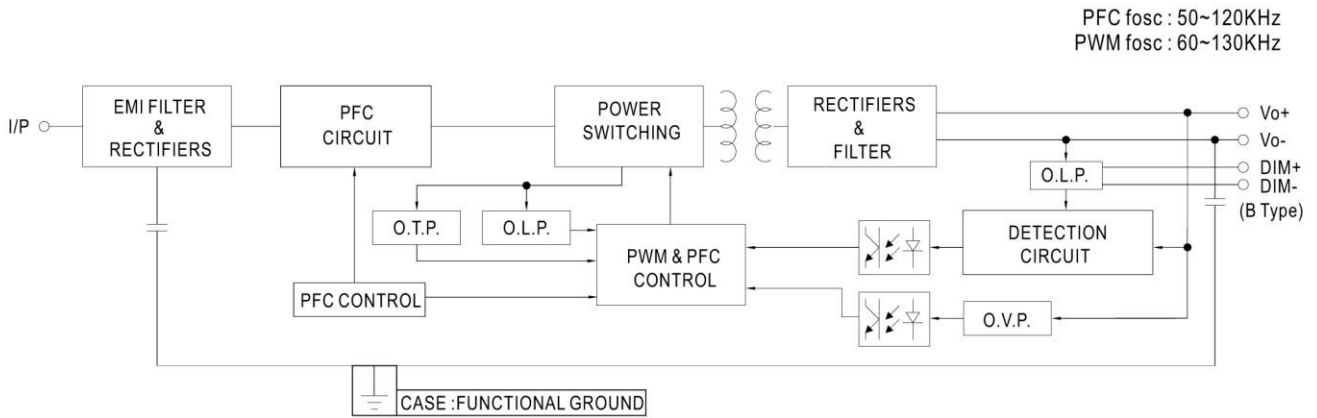 PFC fosc : 50~120KHz
PWM fosc : 60~130KHz
I/P
EMI FILTER
&
RECTIFIERS
PFC
CIRCUIT
POWER
SWITCHING
RECTIFIERS
&
FILTER
Vo+
Vo-
DIM+
DIM-
(B Type)
O.L.P.
O.T.P.
O.L.P.
PWM & PFC
CONTROL
DETECTION
CIRCUIT
PFC CONTROL
O.V.P.
CASE :FUNCTIONAL GROUND